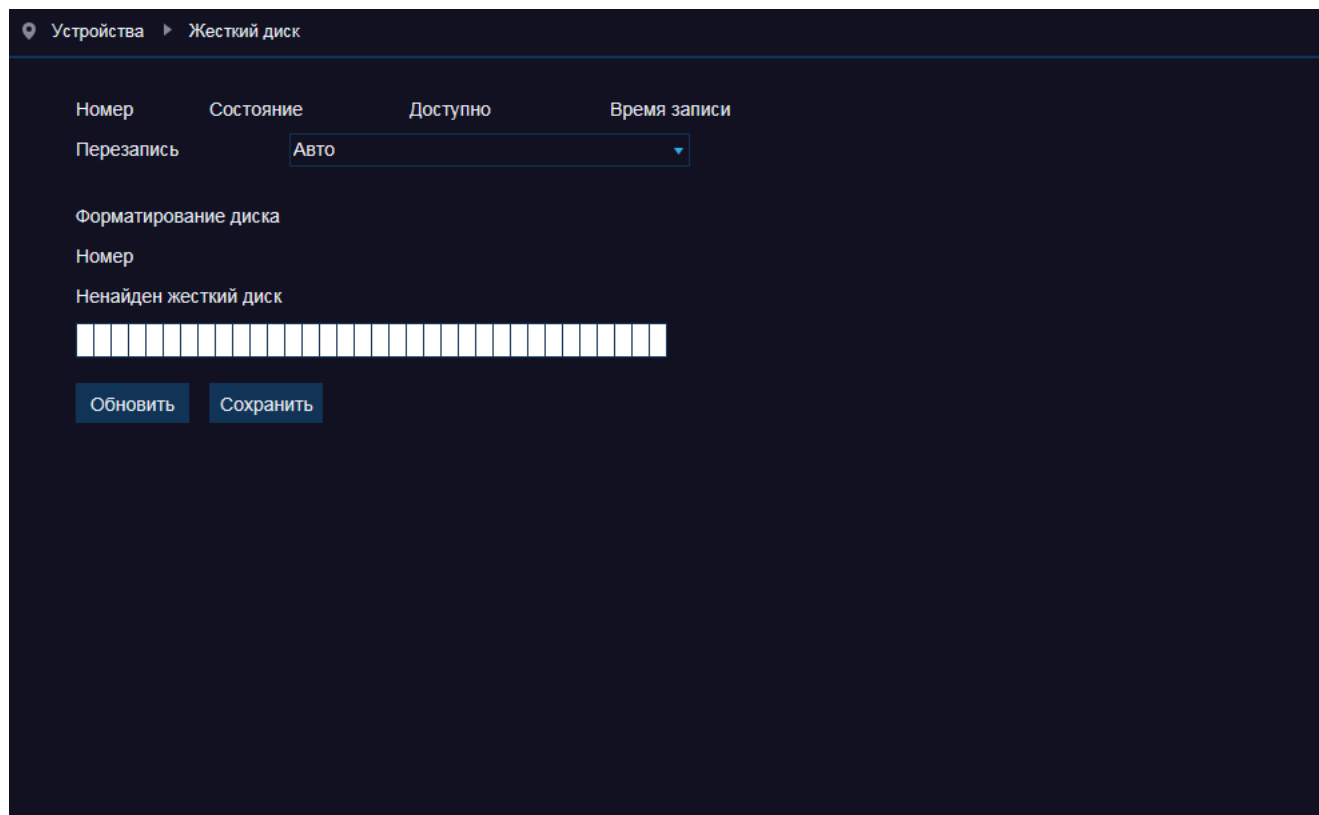 Устройства Жесткий диск
Номер Состояние Доступно Время записи
Перезапись Авто
Форматирование диска
Номер
Ненайден жесткий диск
Обновить Сохранить